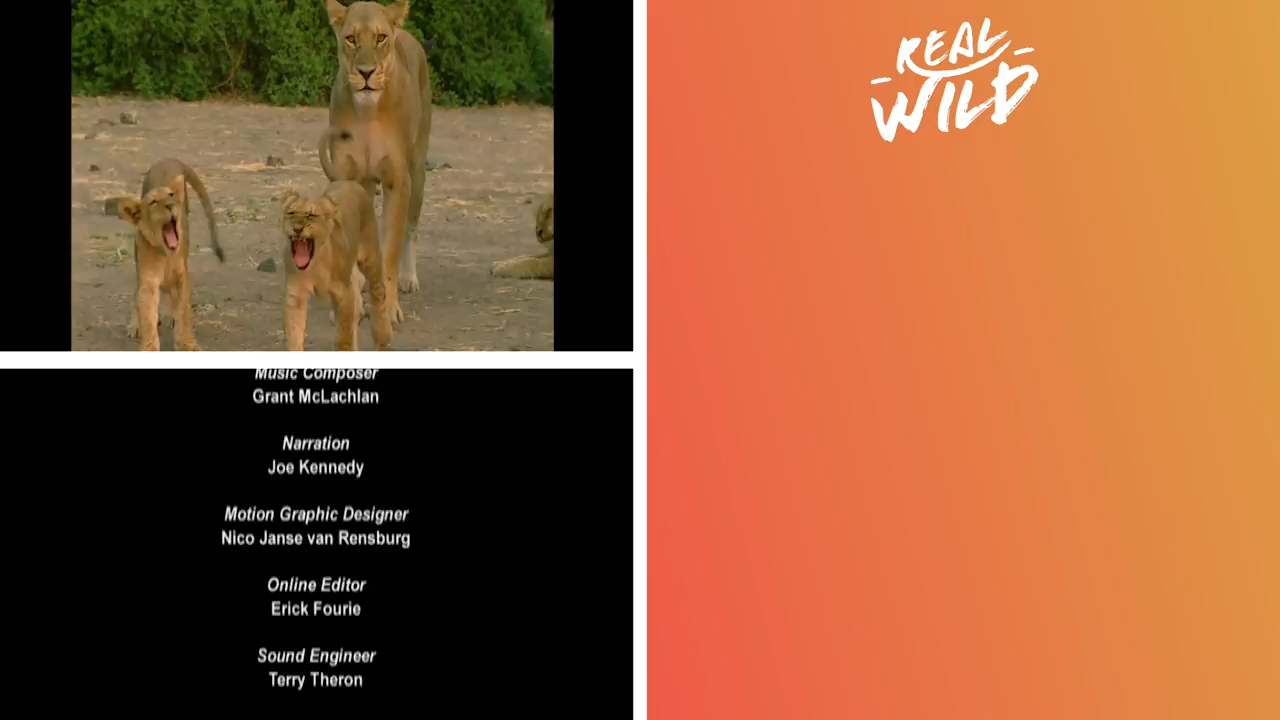 Music Composer
Grant McLachlan
Narration
Joe Kennedy
Motion Graphic Designer
Nico Janse van Rensburg
Online Editor
Erick Fourie
Sound Engineer
Terry Theron
REAL
WILD